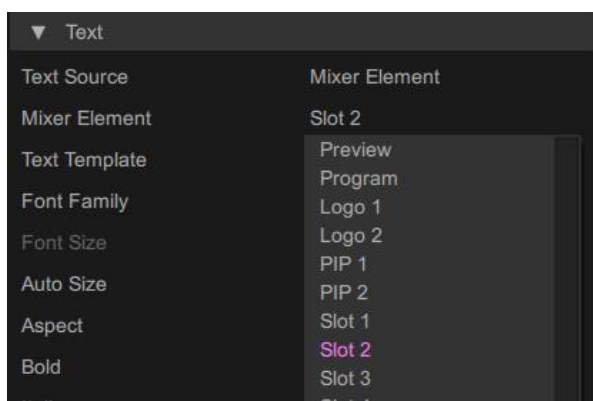 ▼ Text
Text Source Mixer Element
Mixer Element Slot 2
Text Template
Font Family
Font Size
Auto Size
Aspect
Bold
Preview
Program
Logo 1
Logo 2
PIP 1
PIP 2
Slot 1
Slot 2
Slot 3